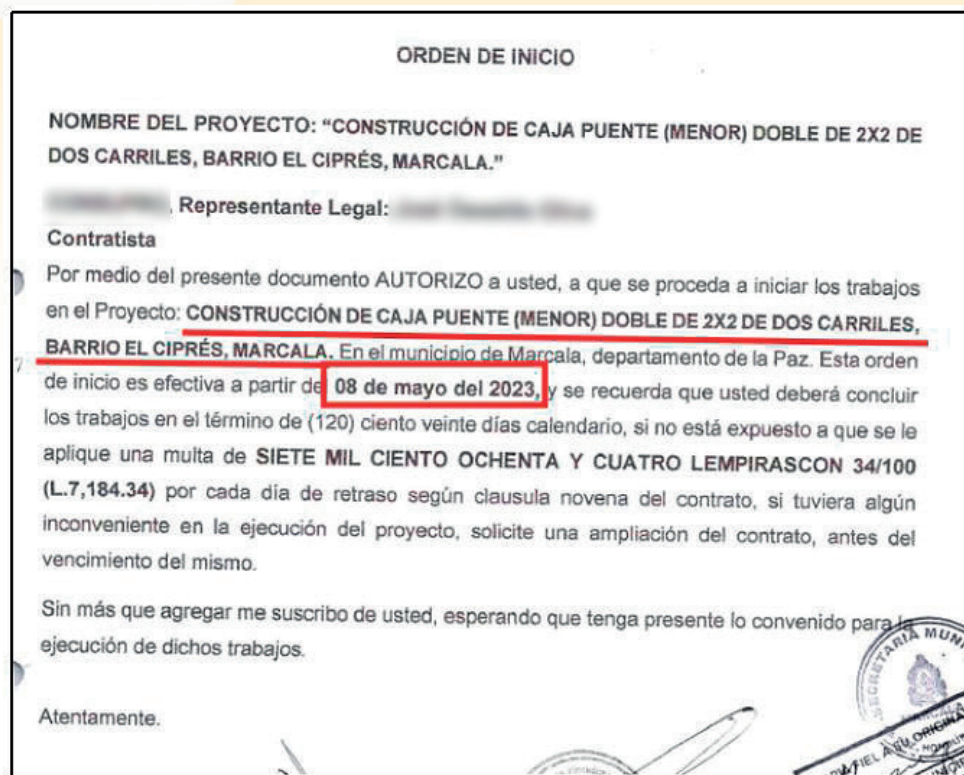 ORDEN DE INICIO
NOMBRE DEL PROYECTO: “CONSTRUCCIÓN DE CAJA PUENTE (MENOR) DOBLE DE 2X2 DE
DOS CARRILES, BARRIO EL CIPRÉS, MARCALA.”
, Representante Legal:
Contratista
Por medio del presente documento AUTORIZO a usted, a que se proceda a iniciar los trabajos
en el Proyecto: CONSTRUCCIÓN DE CAJA PUENTE (MENOR) DOBLE DE 2X2 DE DOS CARRILES,
BARRIO EL CIPRÉS, MARCALA. En el municipio de Marcala, departamento de la Paz. Esta orden
de inicio es efectiva a partir de 08 de mayo del 2023, y se recuerda que usted deberá concluir
los trabajos en el término de (120) ciento veinte días calendario, si no está expuesto a que se le
aplique una multa de SIETE MIL CIENTO OCHENTA Y CUATRO LEMPIRASCON 34/100
(L.7,184.34) por cada día de retraso según clausula novena del contrato, si tuviera algún
inconveniente en la ejecución del proyecto, solicite una ampliación del contrato, antes del
vencimiento del mismo.
Sin más que agregar me suscribo de usted, esperando que tenga presente lo convenido para la
ejecución de dichos trabajos.
SECRETARIA MUNI
MARCALA
Atentamente.
FIEL A SU ORIGINAL